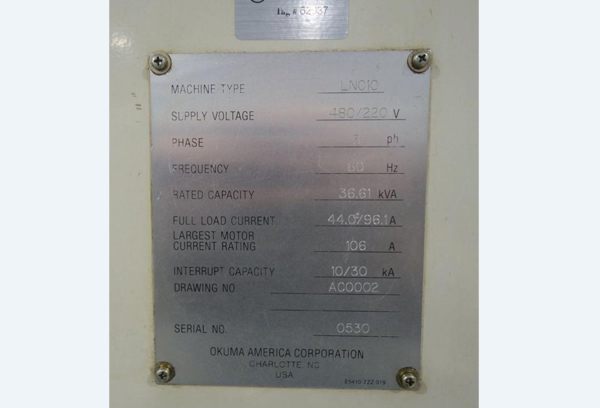 MACHINE TYPE LNC10
SUPPLY VOLTAGE 480/220 V
PHASE ph
FREQUENCY 60 Hz
RATED CAPACITY 36.61 kVA
FULL LOAD CURRENT 44.0/96.1 A
LARGEST MOTOR
CURRENT RATING 106 A
INTERRUPT CAPACITY 10/30 kA
DRAWING NO. AC0002
SERIAL NO. 0530
OKUMA AMERICA CORPORATION
CHARLOTTE, NC
USA